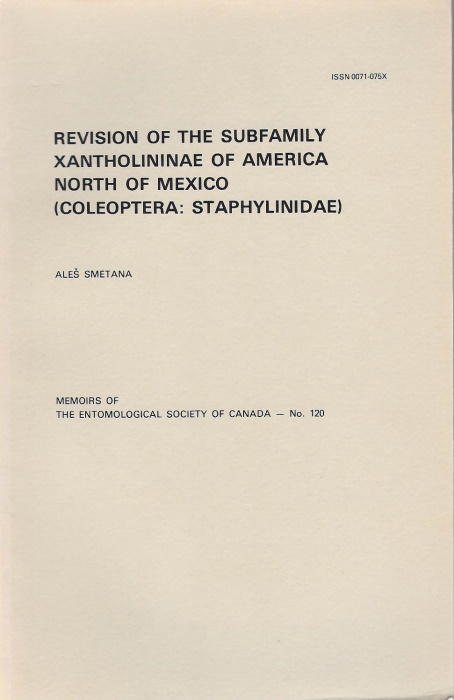 ISSN 0071-075X
REVISION OF THE SUBFAMILY
XANTHOLININAE OF AMERICA
NORTH OF MEXICO
(COLEOPTERA: STAPHYLINIDAE)
ALEŠ SMETANA
MEMOIRS OF
THE ENTOMOLOGICAL SOCIETY OF CANADA — No. 120